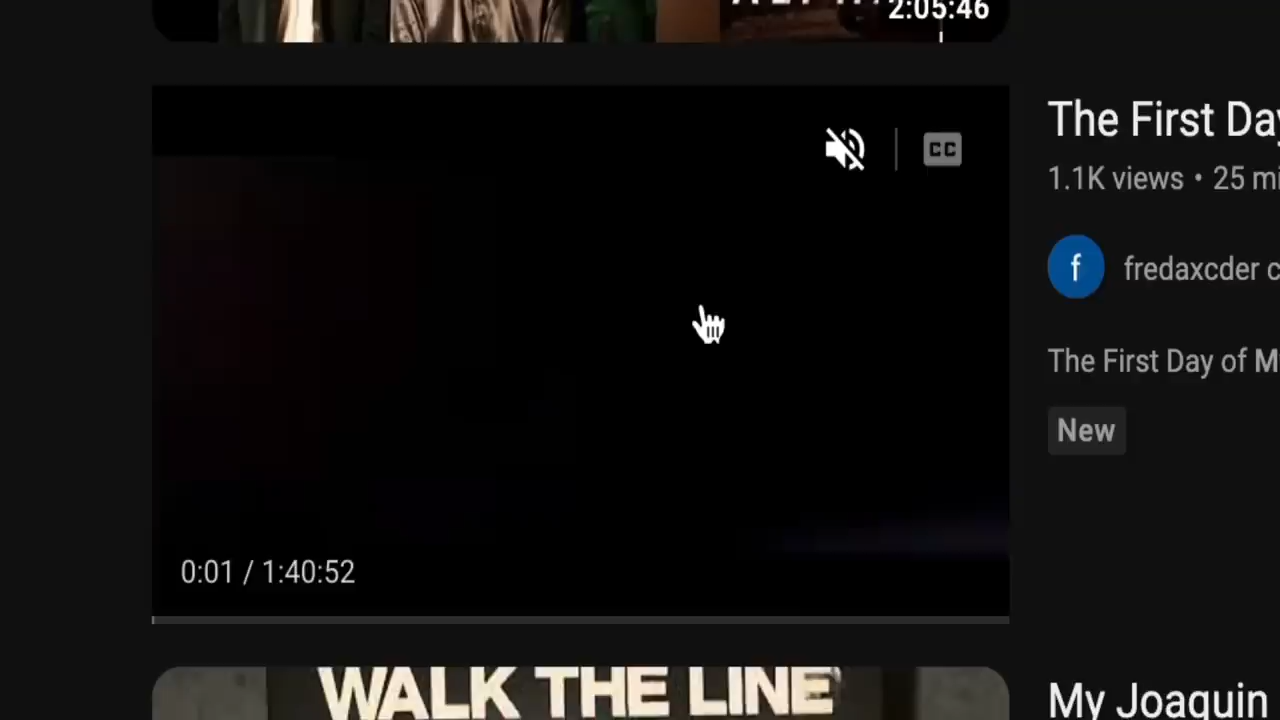 2:05:46
The First Day
1.1K views • 25 mi
CC
f
fredaxcder c
The First Day of M
New
0:01 / 1:40:52
WALK THE LINE
My Joaquin